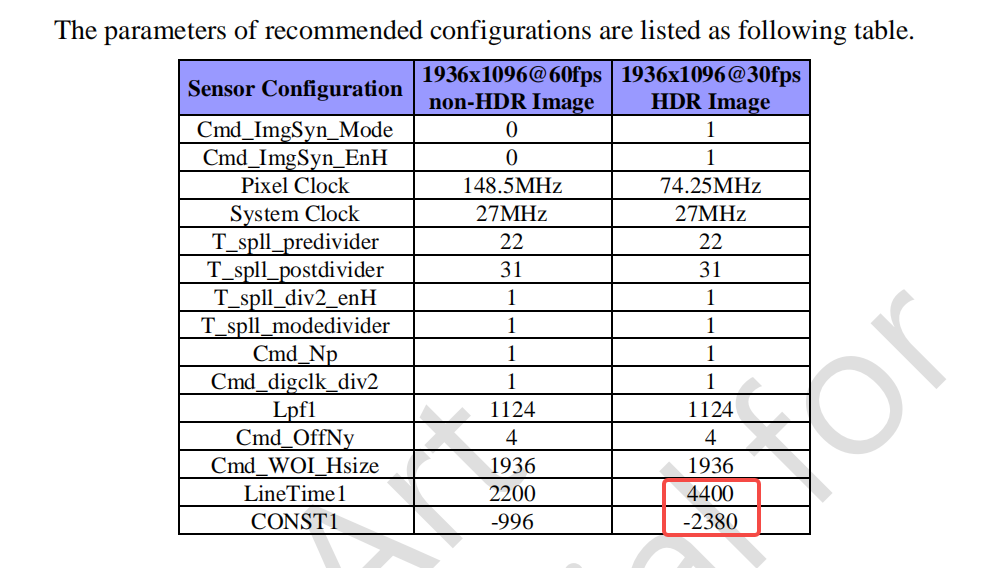 The parameters of recommended configurations are listed as following table.
Sensor Configuration 1936x1096@60fps non-HDR Image 1936x1096@30fps HDR Image
Cmd_ImgSyn_Mode 0 1
Cmd_ImgSyn_EnH 0 1
Pixel Clock 148.5MHz 74.25MHz
System Clock 27MHz 27MHz
T_spll_predivider 22 22
T_spll_postdivider 31 31
T_spll_div2_enH 1 1
T_spll_modedivider 1 1
Cmd_Np 1 1
Cmd_digclk_div2 1 1
Lpf1 1124 1124
Cmd_OffNy 4 4
Cmd_WOI_Hsize 1936 1936
LineTime1 2200 4400
CONST1 -996 -2380
Art
for